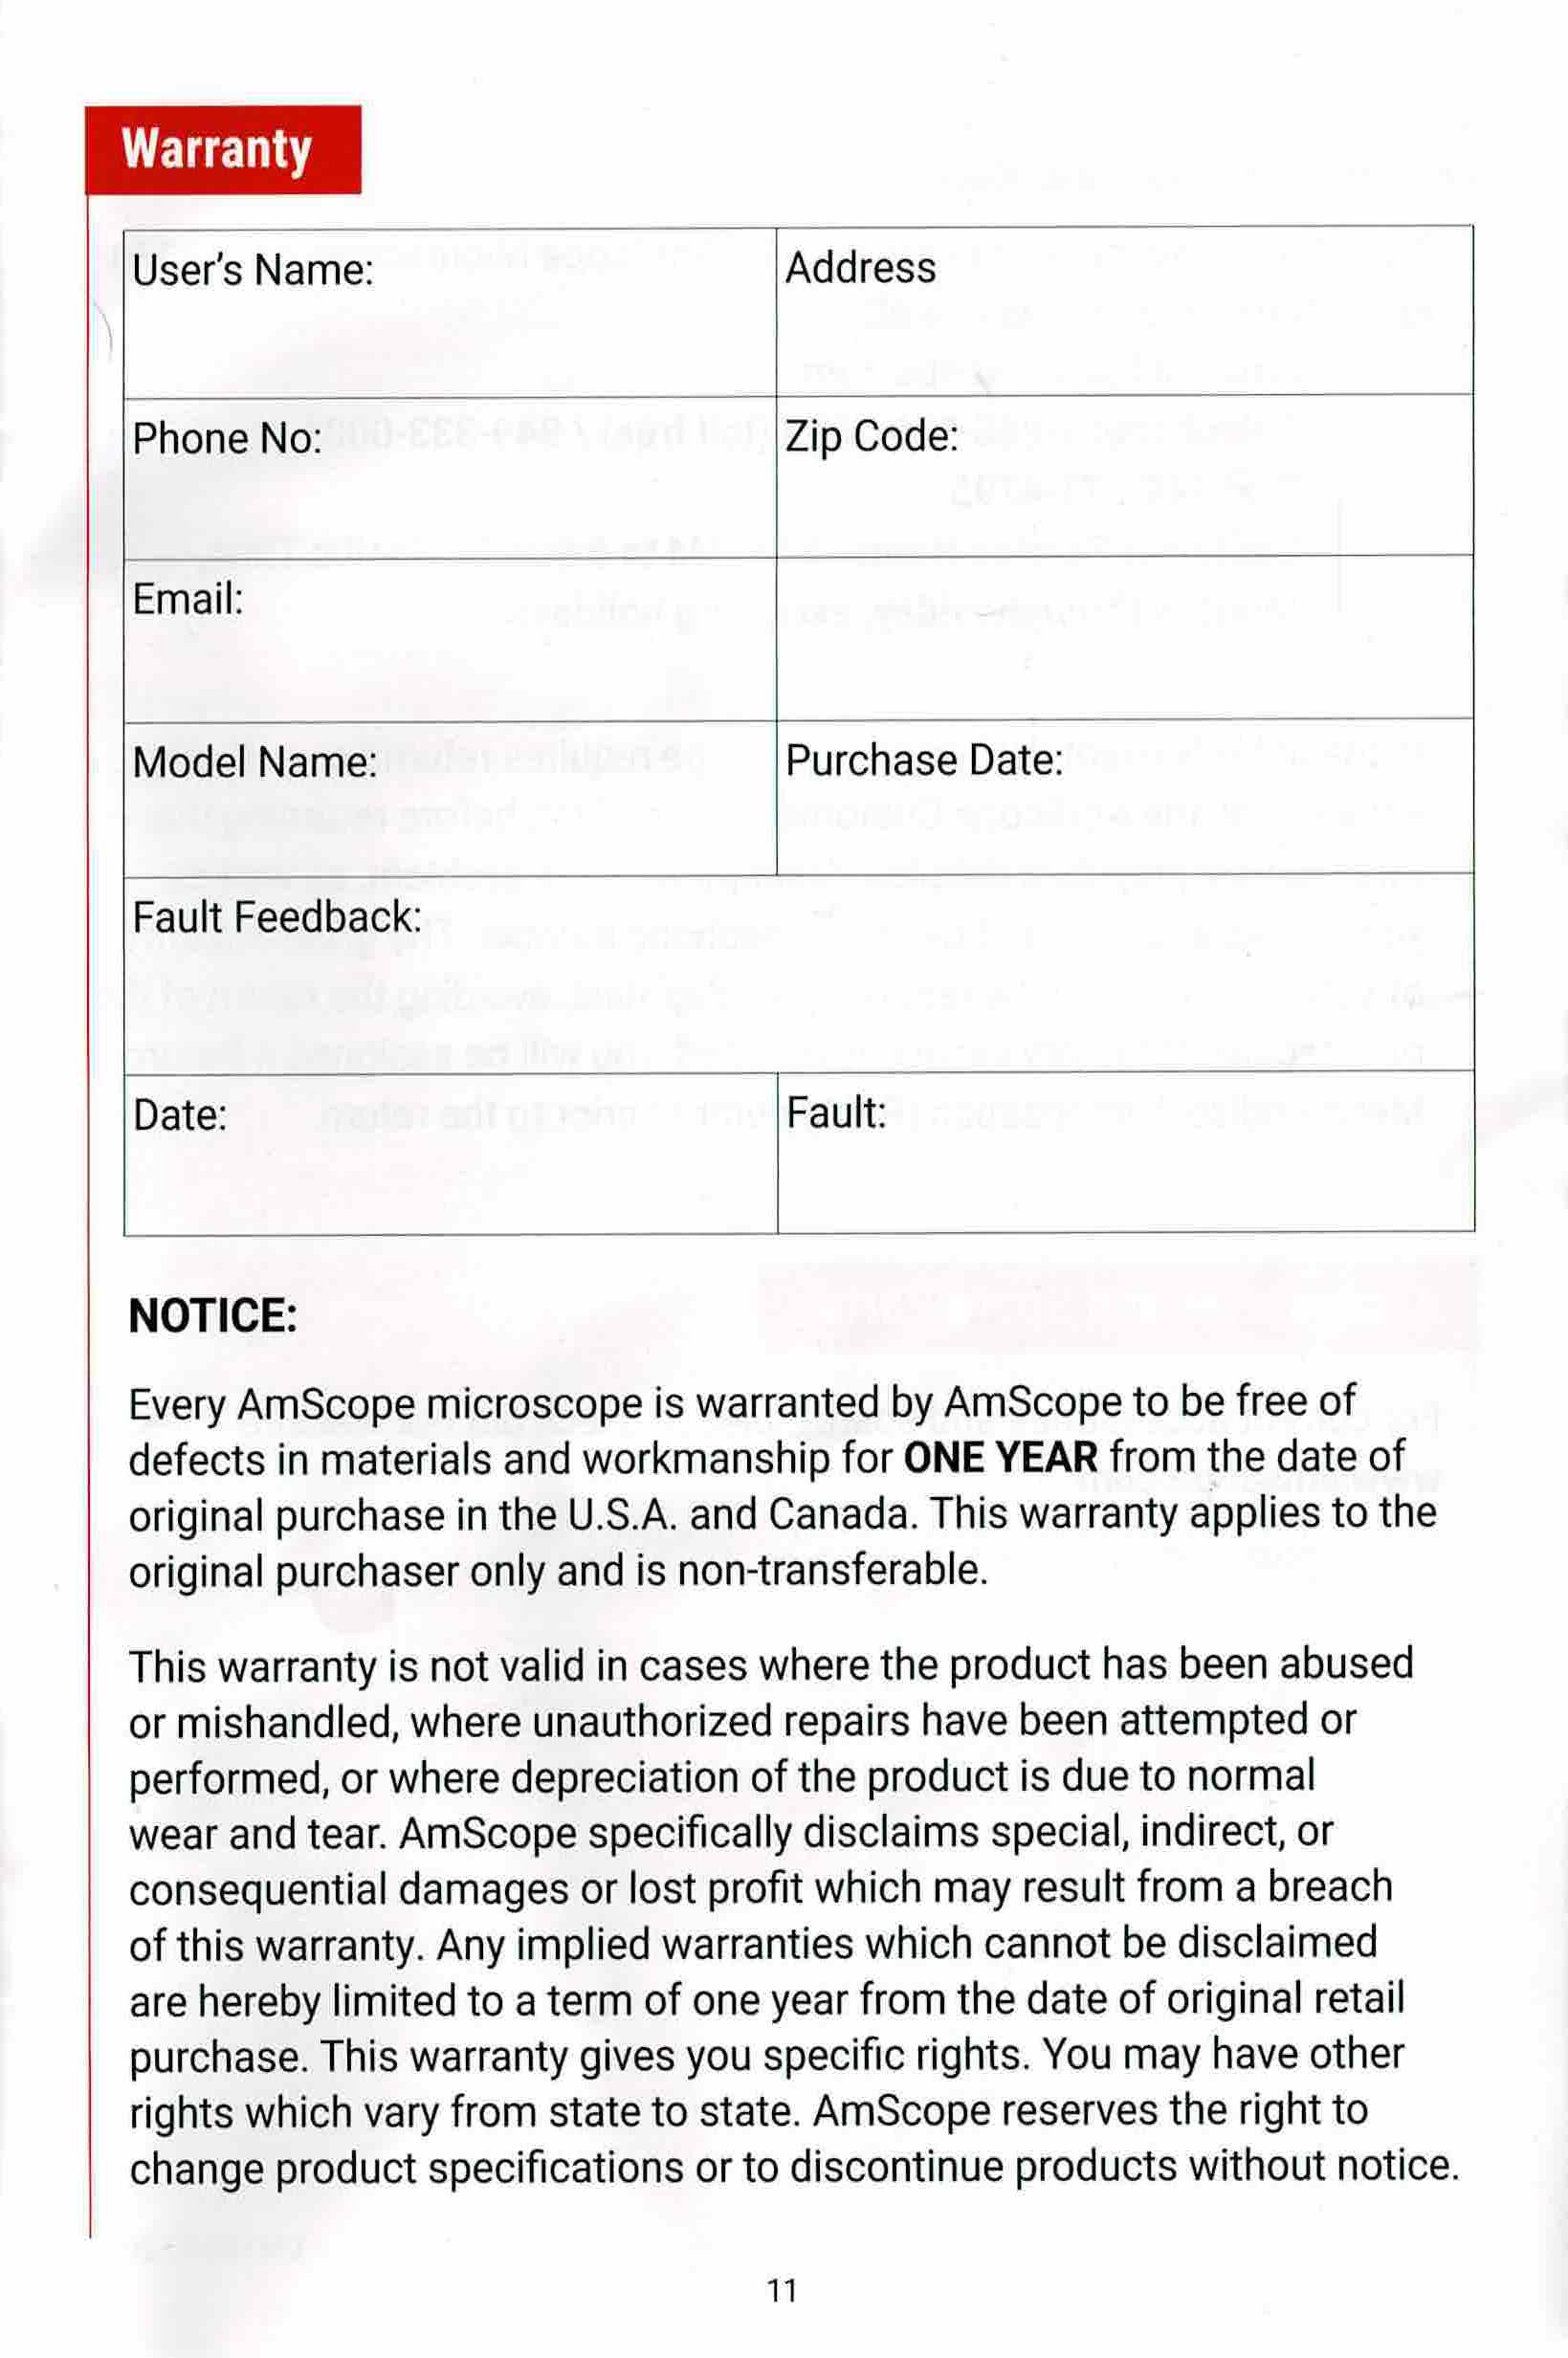 Warranty
User's Name:
Address
Phone No:
Zip Code:
Email:
Model Name:
Purchase Date:
Fault Feedback:
Date:
Fault:
NOTICE:
Every AmScope microscope is warranted by AmScope to be free of
defects in materials and workmanship for ONE YEAR from the date of
original purchase in the U.S.A. and Canada. This warranty applies to the
original purchaser only and is non-transferable.
This warranty is not valid in cases where the product has been abused
or mishandled, where unauthorized repairs have been attempted or
performed, or where depreciation of the product is due to normal
wear and tear. AmScope specifically disclaims special, indirect, or
consequential damages or lost profit which may result from a breach
of this warranty. Any implied warranties which cannot be disclaimed
are hereby limited to a term of one year from the date of original retail
purchase. This warranty gives you specific rights. You may have other
rights which vary from state to state. AmScope reserves the right to
change product specifications or to discontinue products without notice.
11